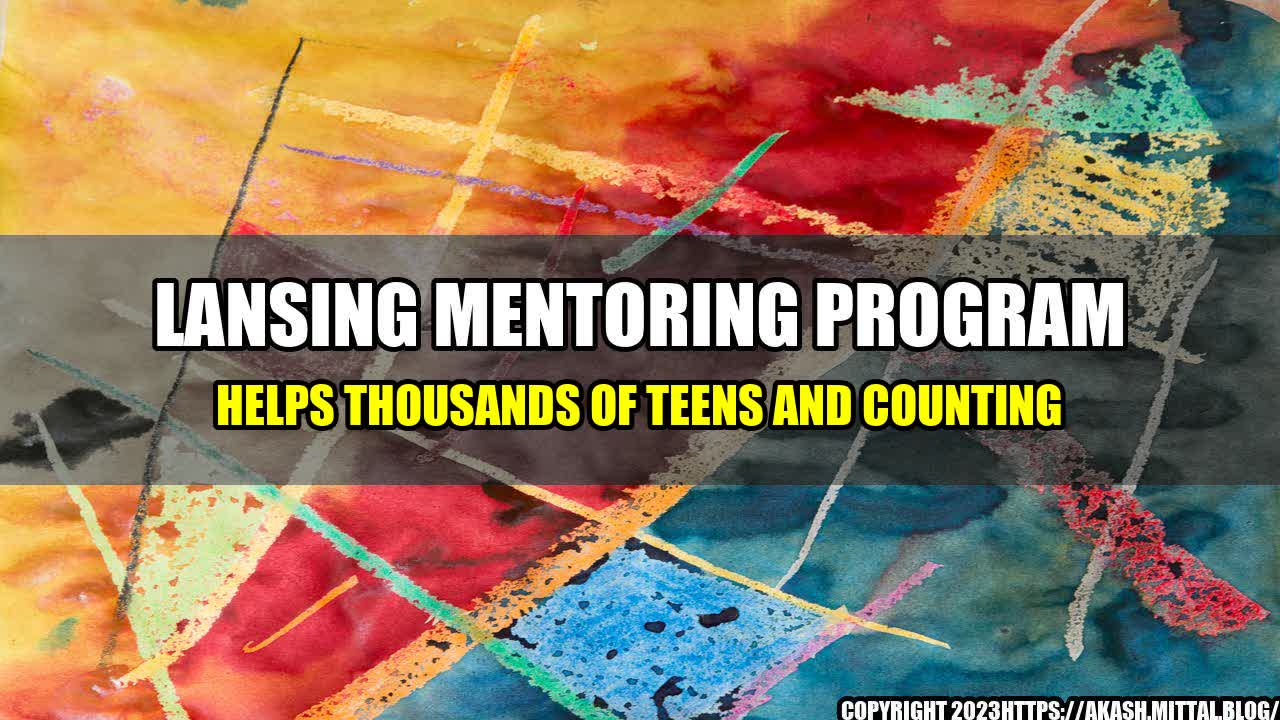 LANSING MENTORING PROGRAM
HELPS THOUSANDS OF TEENS AND COUNTING
COPYRIGHT 2023HTTPS://AKASH.MITTAL.BLOG/